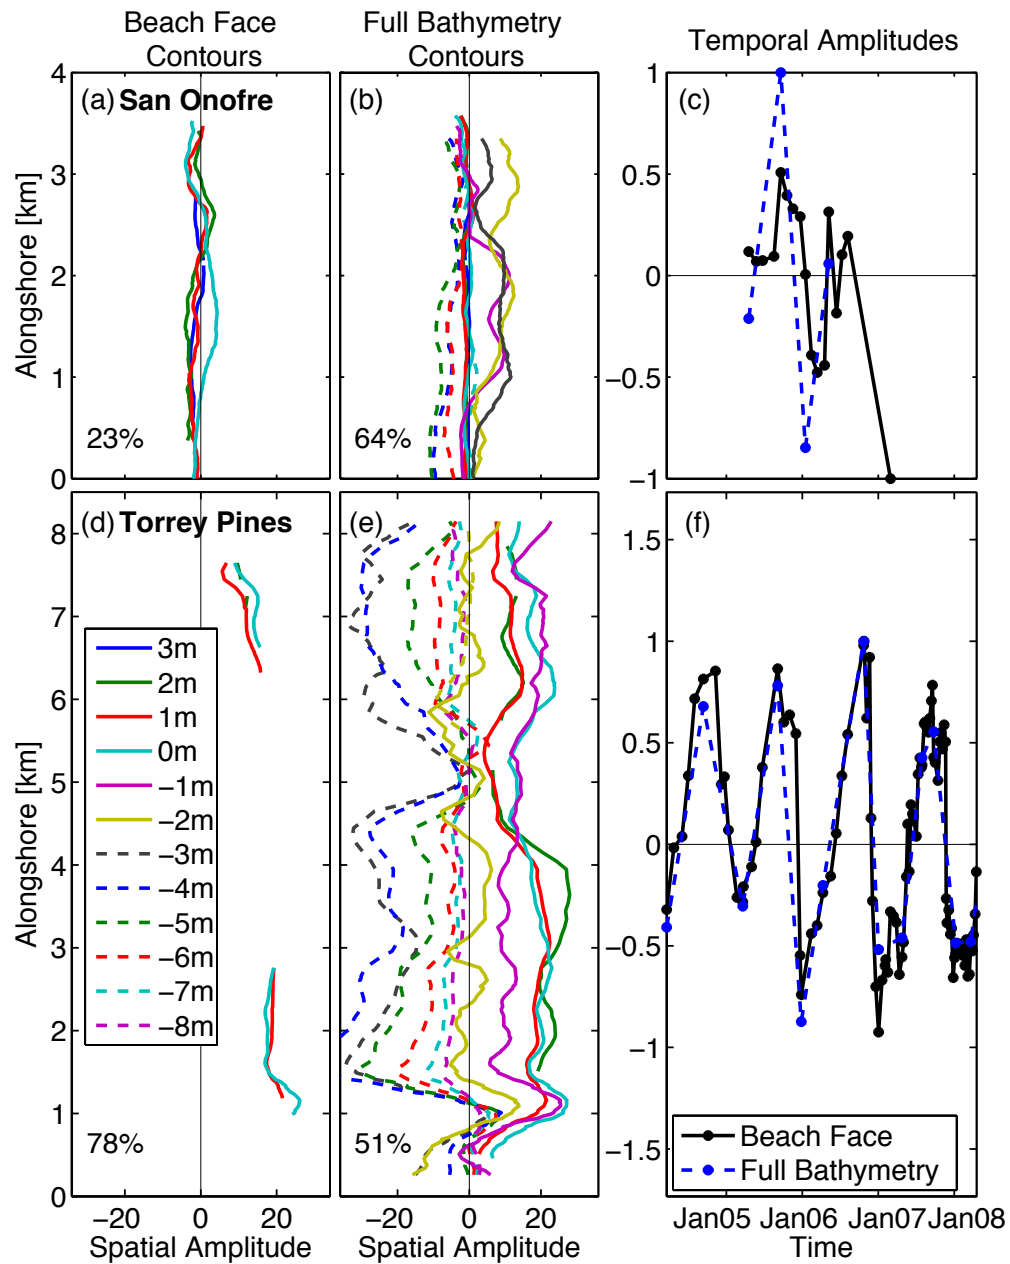 Beach Face
Contours
Full Bathymetry
Contours
Temporal Amplitudes
(a) San Onofre
(b)
(c)
Alongshore [km]
4
3
2
1
0
23%
64%
1
0.5
0
−0.5
−1
(d) Torrey Pines
(e)
(f)
Alongshore [km]
8
7
6
5
4
3
2
1
0
3m
2m
1m
0m
−1m
−2m
−3m
−4m
−5m
−6m
−7m
−8m
78%
51%
1.5
1
0.5
0
−0.5
−1
−1.5
Beach Face
Full Bathymetry
−20 0 20
Spatial Amplitude
−20 0 20
Spatial Amplitude
Jan05 Jan06 Jan07 Jan08
Time